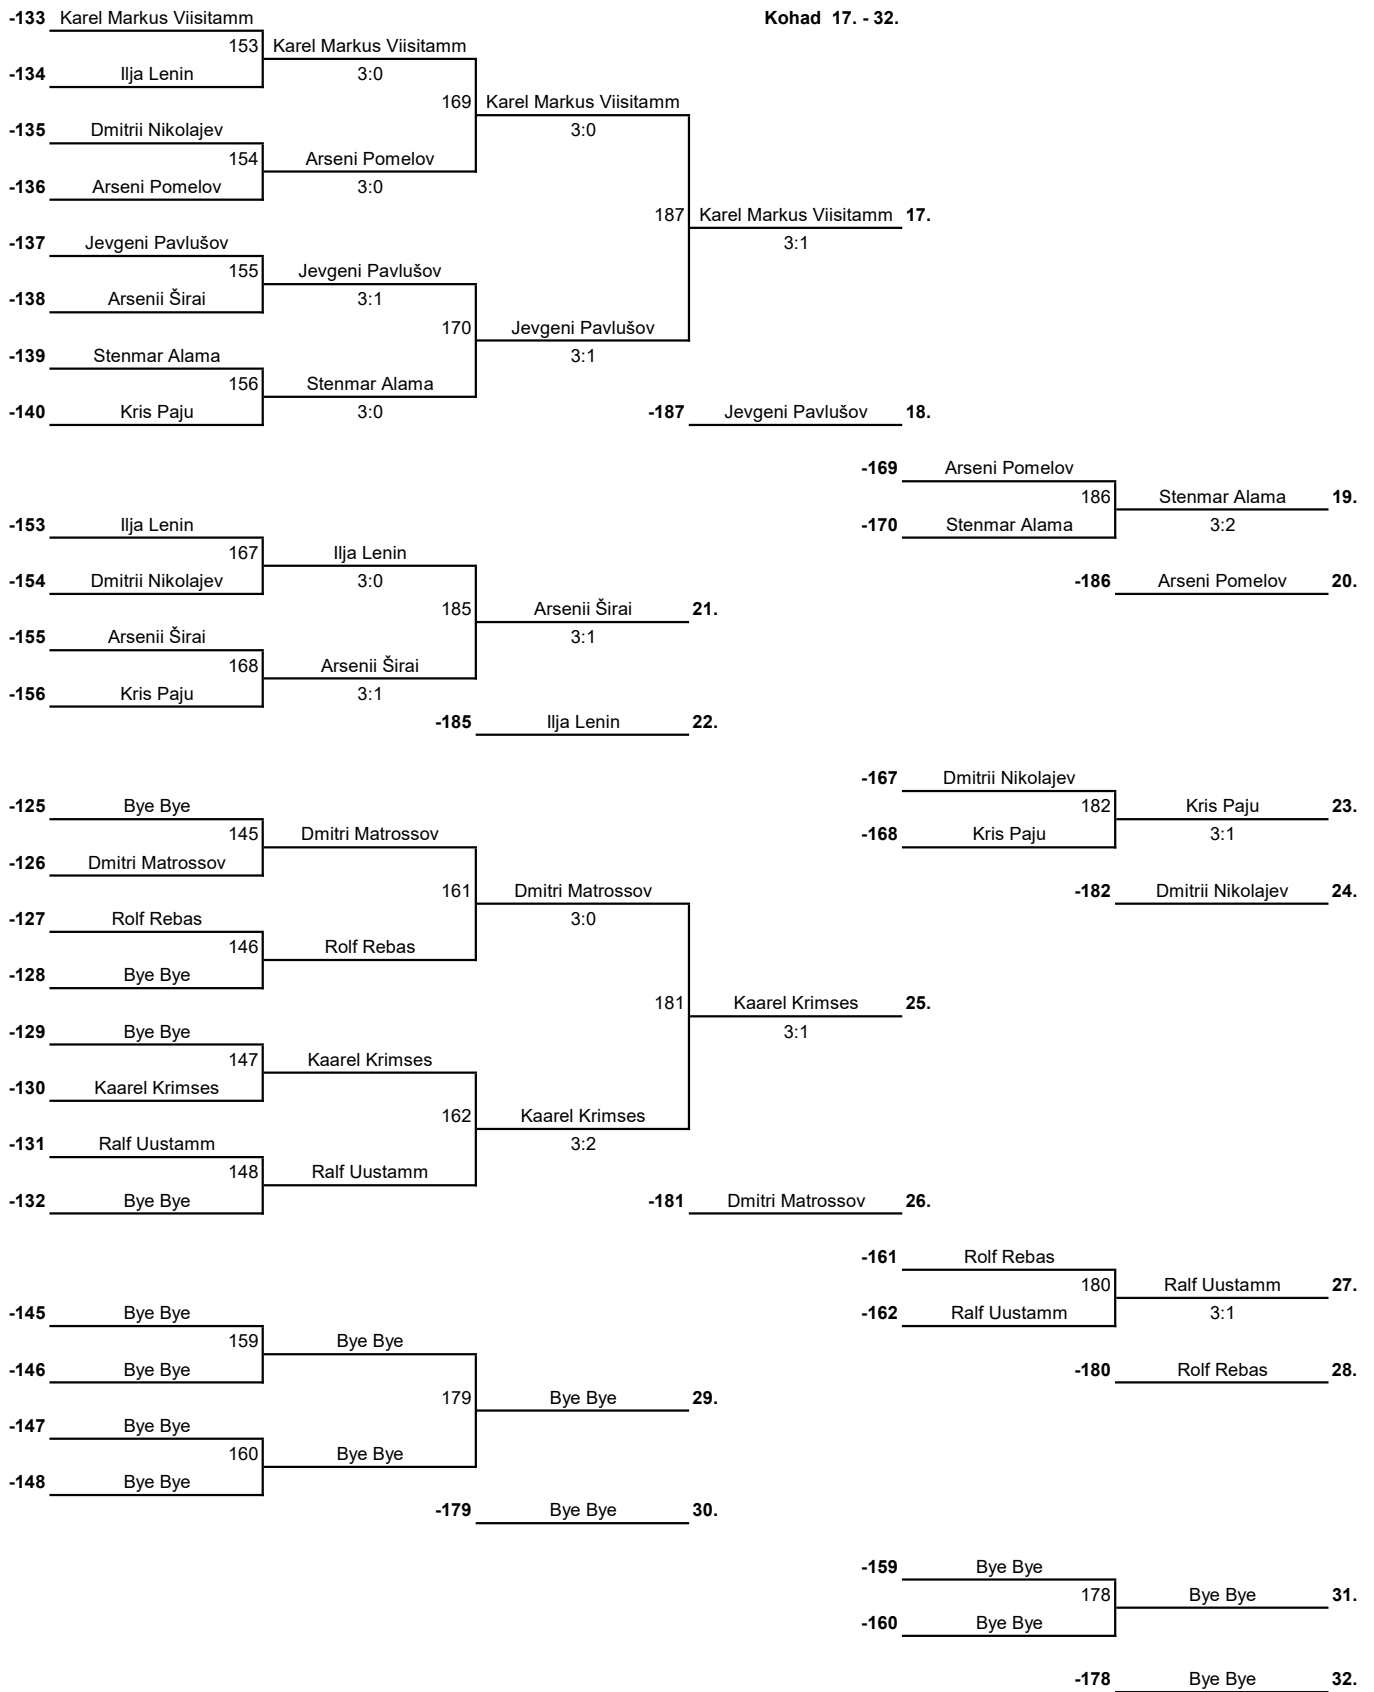 -133 Karel Markus Viisitamm Kohad 17. - 32.
153 Karel Markus Viisitamm
-134 Ilja Lenin 3:0
169 Karel Markus Viisitamm
-135 Dmitrii Nikolajev 3:0
154 Arseni Pomelov
-136 Arseni Pomelov 3:0
187 Karel Markus Viisitamm 17.
-137 Jevgeni Pavlušov 3:1
155 Jevgeni Pavlušov
-138 Arsenii Širai 3:1
170 Jevgeni Pavlušov
-139 Stenmar Alama 3:1
156 Stenmar Alama
-140 Kris Paju 3:0 -187 Jevgeni Pavlušov 18.
-169 Arseni Pomelov
186 Stenmar Alama 19.
-153 Ilja Lenin -170 Stenmar Alama 3:2
167 Ilja Lenin
-154 Dmitrii Nikolajev 3:0 -186 Arseni Pomelov 20.
185 Arsenii Širai 21.
-155 Arsenii Širai 3:1
168 Arsenii Širai
-156 Kris Paju 3:1
-185 Ilja Lenin 22.
-167 Dmitrii Nikolajev
-125 Bye Bye 182 Kris Paju 23.
145 Dmitri Matrossov -168 Kris Paju 3:1
-126 Dmitri Matrossov
161 Dmitri Matrossov -182 Dmitrii Nikolajev 24.
-127 Rolf Rebas 3:0
146 Rolf Rebas
-128 Bye Bye
181 Kaarel Krimses 25.
-129 Bye Bye 3:1
147 Kaarel Krimses
-130 Kaarel Krimses
162 Kaarel Krimses
-131 Ralf Uustamm 3:2
148 Ralf Uustamm
-132 Bye Bye -181 Dmitri Matrossov 26.
-161 Rolf Rebas
180 Ralf Uustamm 27.
-145 Bye Bye -162 Ralf Uustamm 3:1
159 Bye Bye
-146 Bye Bye -180 Rolf Rebas 28.
179 Bye Bye 29.
-147 Bye Bye
160 Bye Bye
-148 Bye Bye
-179 Bye Bye 30.
-159 Bye Bye
178 Bye Bye 31.
-160 Bye Bye
-178 Bye Bye 32.